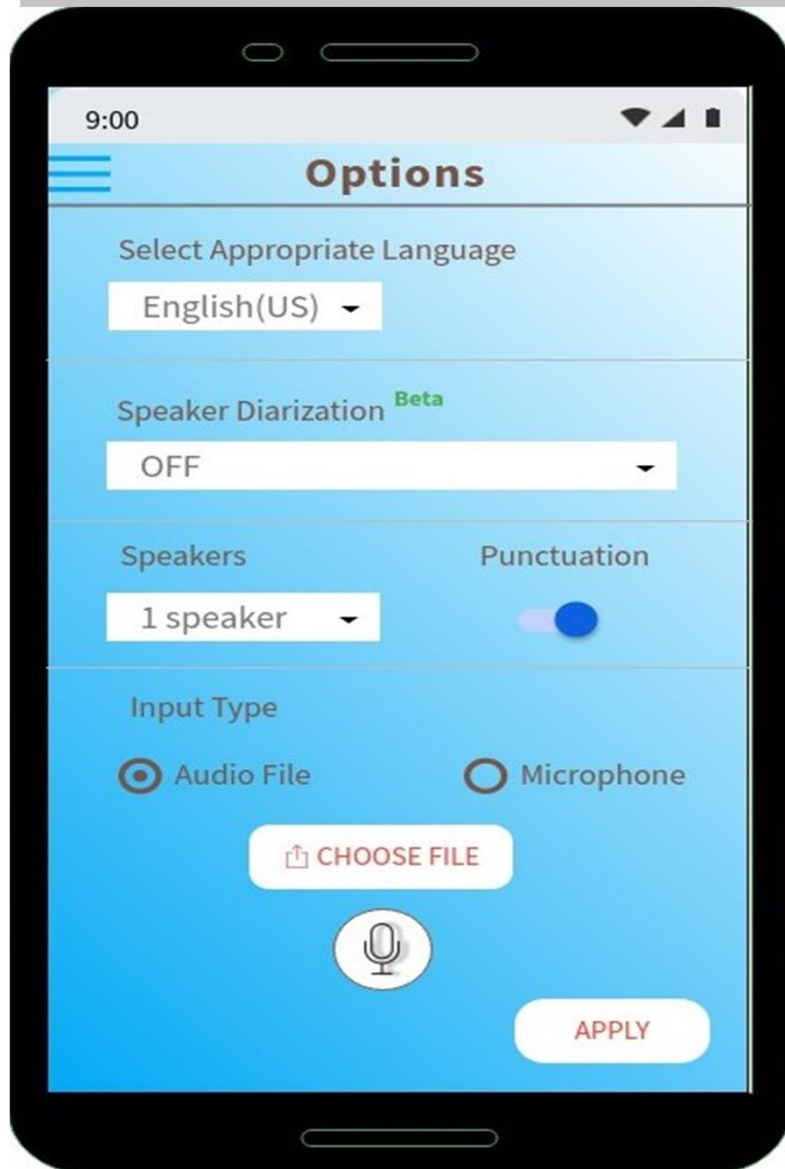 9:00
Options
Select Appropriate Language
English(US)
Speaker Diarization Beta
OFF
Speakers Punctuation
1 speaker
Input Type
Audio File Microphone
CHOOSE FILE
APPLY